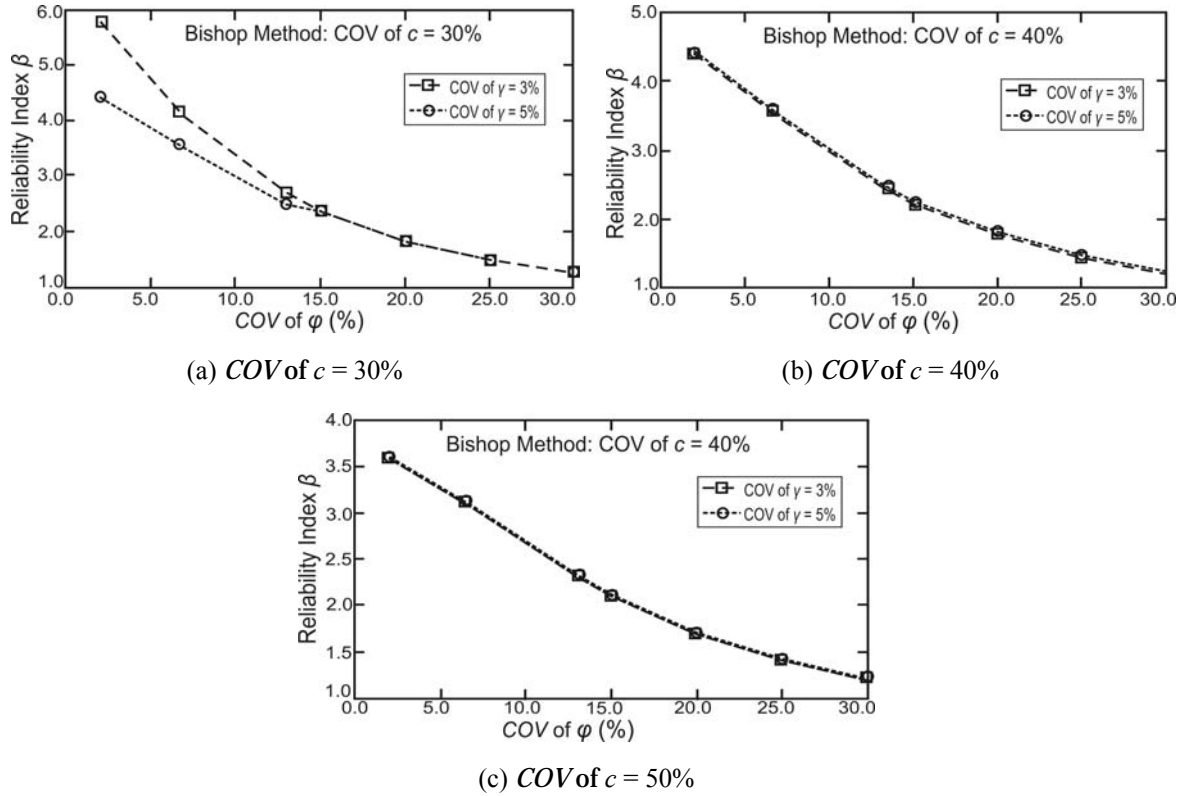 6.0
Bishop Method: COV of c = 30%
COV of γ = 3%
COV of γ = 5%
5.0
4.0
3.0
2.0
1.0
Reliability Index β
0.0 5.0 10.0 15.0 20.0 25.0 30.0
COV of φ (%)
(a) COV of c = 30%
4.0
Bishop Method: COV of c = 40%
COV of γ = 3%
COV of γ = 5%
5.0
4.0
3.0
2.0
1.0
Reliability Index β
0.0 5.0 10.0 15.0 20.0 25.0 30.0
COV of φ (%)
(b) COV of c = 40%
4.0
Bishop Method: COV of c = 40%
COV of γ = 3%
COV of γ = 5%
3.5
3.0
2.5
2.0
1.5
1.0
Reliability Index β
0.0 5.0 10.0 15.0 20.0 25.0 30.0
COV of φ (%)
(c) COV of c = 50%